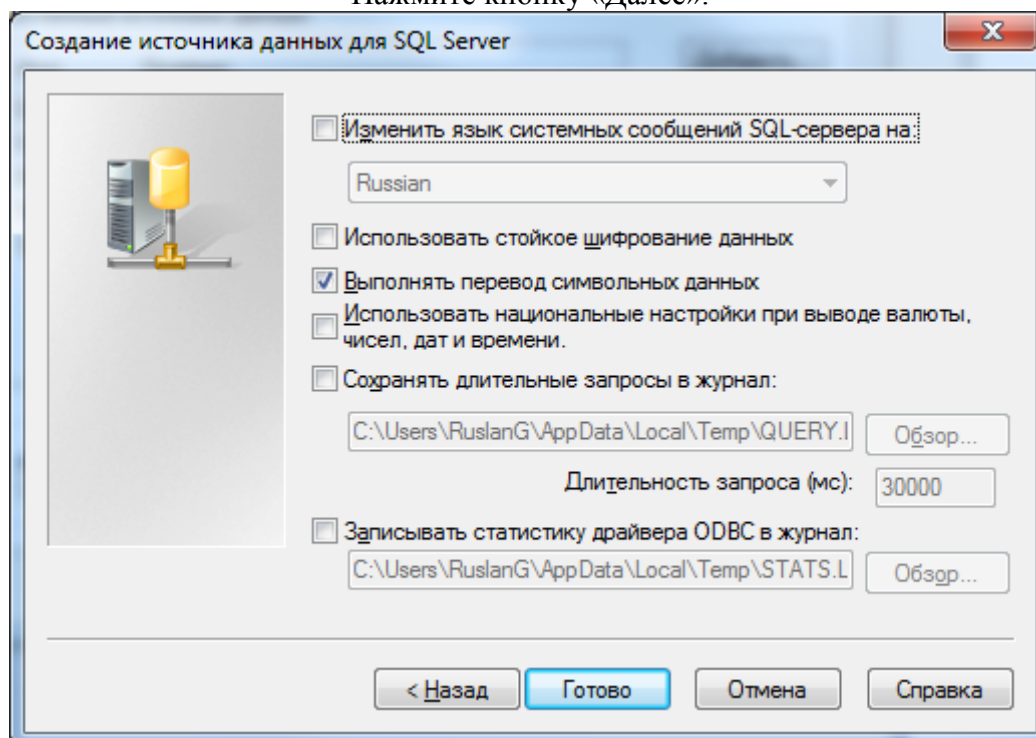 Нажмите кнопку «Далее».
Создание источника данных для SQL Server
Изменить язык системных сообщений SQL-сервера на:
Russian
Использовать стойкое шифрование данных
Выполнять перевод символьных данных
Использовать национальные настройки при выводе валюты,
чисел, дат и времени.
Сохранять длительные запросы в журнал:
C:\Users\RuslanG\AppData\Local\Temp\QUERY.l Обзор...
Длительность запроса (мс): 30000
Записывать статистику драйвера ODBC в журнал:
C:\Users\RuslanG\AppData\Local\Temp\STATS.L Обзор...
< Назад Готово Отмена Справка